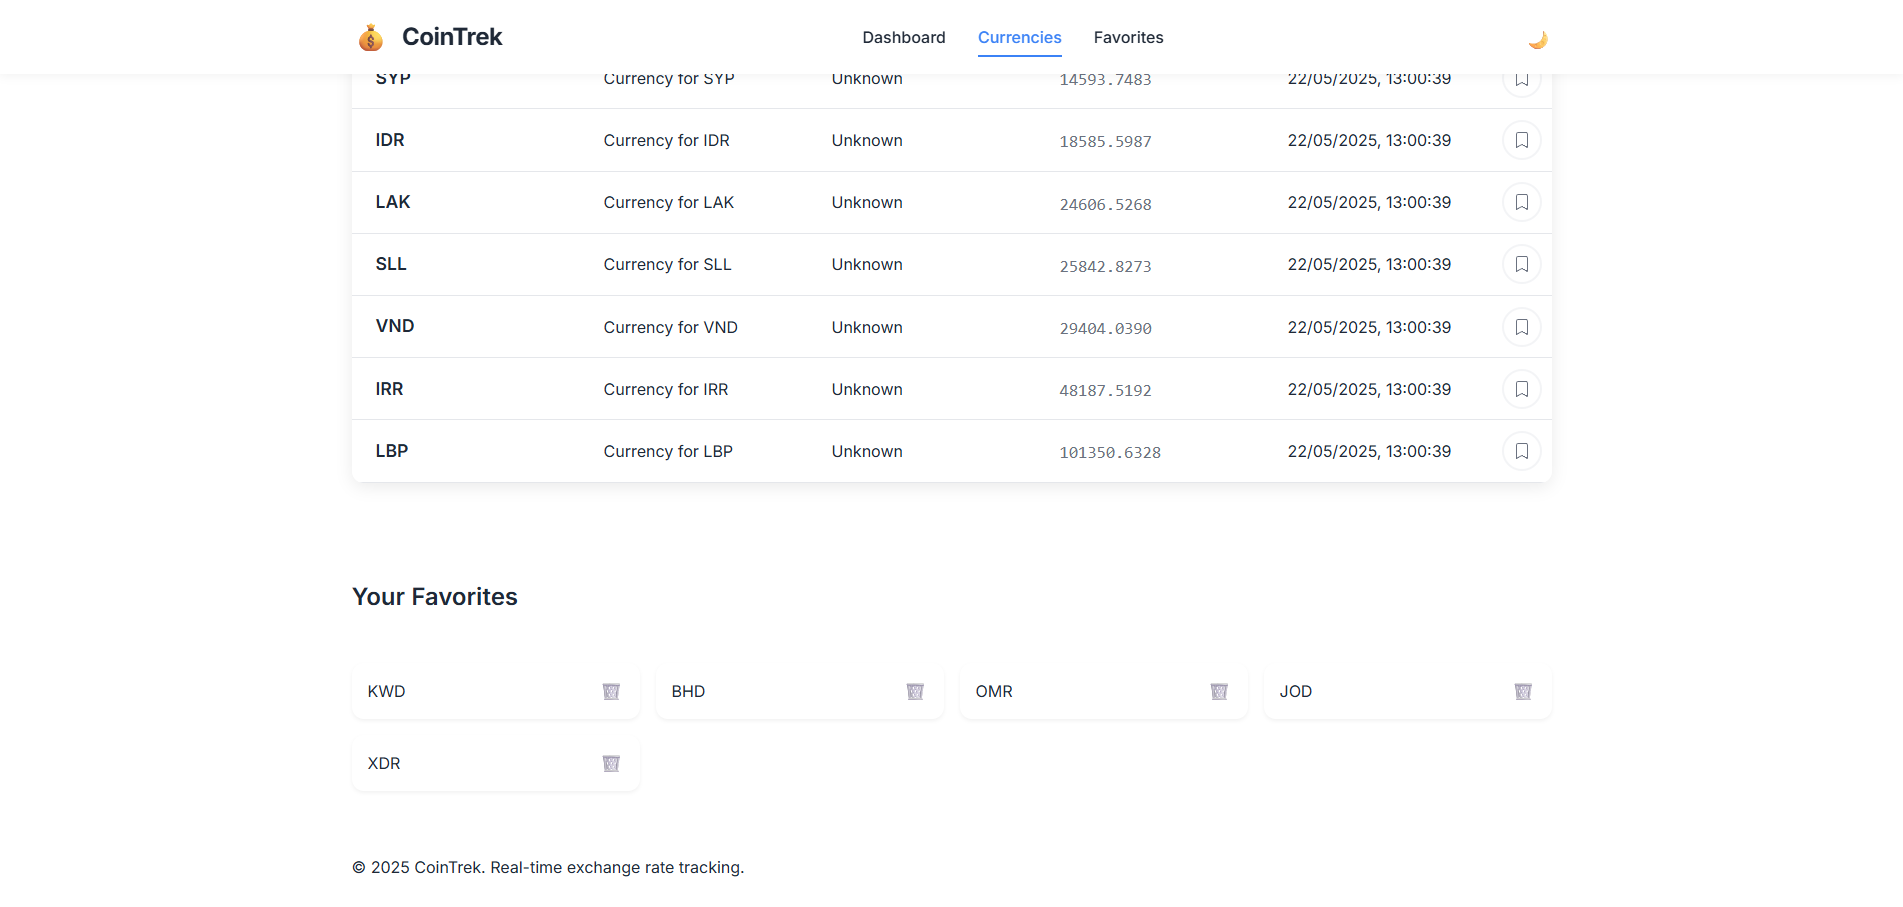 CoinTrek Dashboard Currencies Favorites
SYP Currency for SYP Unknown 14593.7483 22/05/2025, 13:00:39
IDR Currency for IDR Unknown 18585.5987 22/05/2025, 13:00:39
LAK Currency for LAK Unknown 24606.5268 22/05/2025, 13:00:39
SLL Currency for SLL Unknown 25842.8273 22/05/2025, 13:00:39
VND Currency for VND Unknown 29404.0390 22/05/2025, 13:00:39
IRR Currency for IRR Unknown 48187.5192 22/05/2025, 13:00:39
LBP Currency for LBP Unknown 101350.6328 22/05/2025, 13:00:39
Your Favorites
KWD BHD OMR JOD
XDR
© 2025 CoinTrek. Real-time exchange rate tracking.